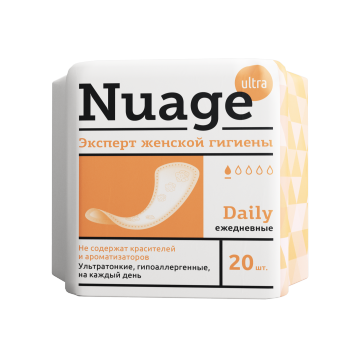 Nuage
ultra
Эксперт женской гигиены
Daily
ежедневные
Не содержат красителей
и ароматизаторов
Ультратонкие, гипоаллергенные,
на каждый день
20 шт.